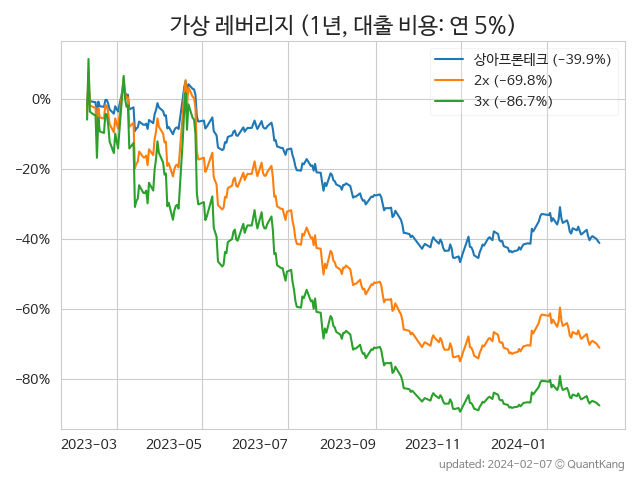 가상 레버리지 (1년, 대출 비용: 연 5%)
상아프론테크 (−39.9%)
2x (−69.8%)
3x (−86.7%)
0%
−20%
−40%
−60%
−80%
2023−03 2023−05 2023−07 2023−09 2023−11 2024−01
updated: 2024-02-07 © QuantKang